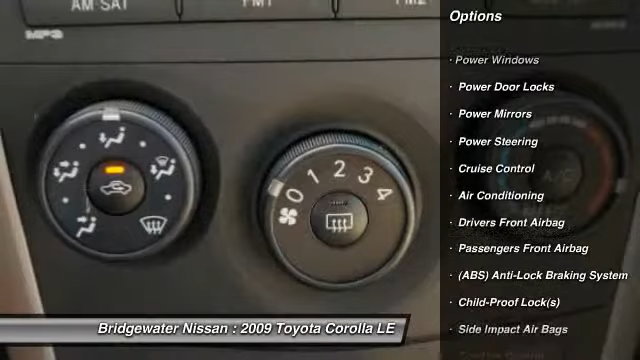 AM·SAT FM1 FM2
MP3
Options
· Power Windows
· Power Door Locks
· Power Mirrors
· Power Steering
· Cruise Control
· Air Conditioning
· Drivers Front Airbag
· Passengers Front Airbag
· (ABS) Anti-Lock Braking System
· Child-Proof Lock(s)
· Side Impact Air Bags
0 1 2 3 4
A/C
Bridgewater Nissan : 2009 Toyota Corolla LE